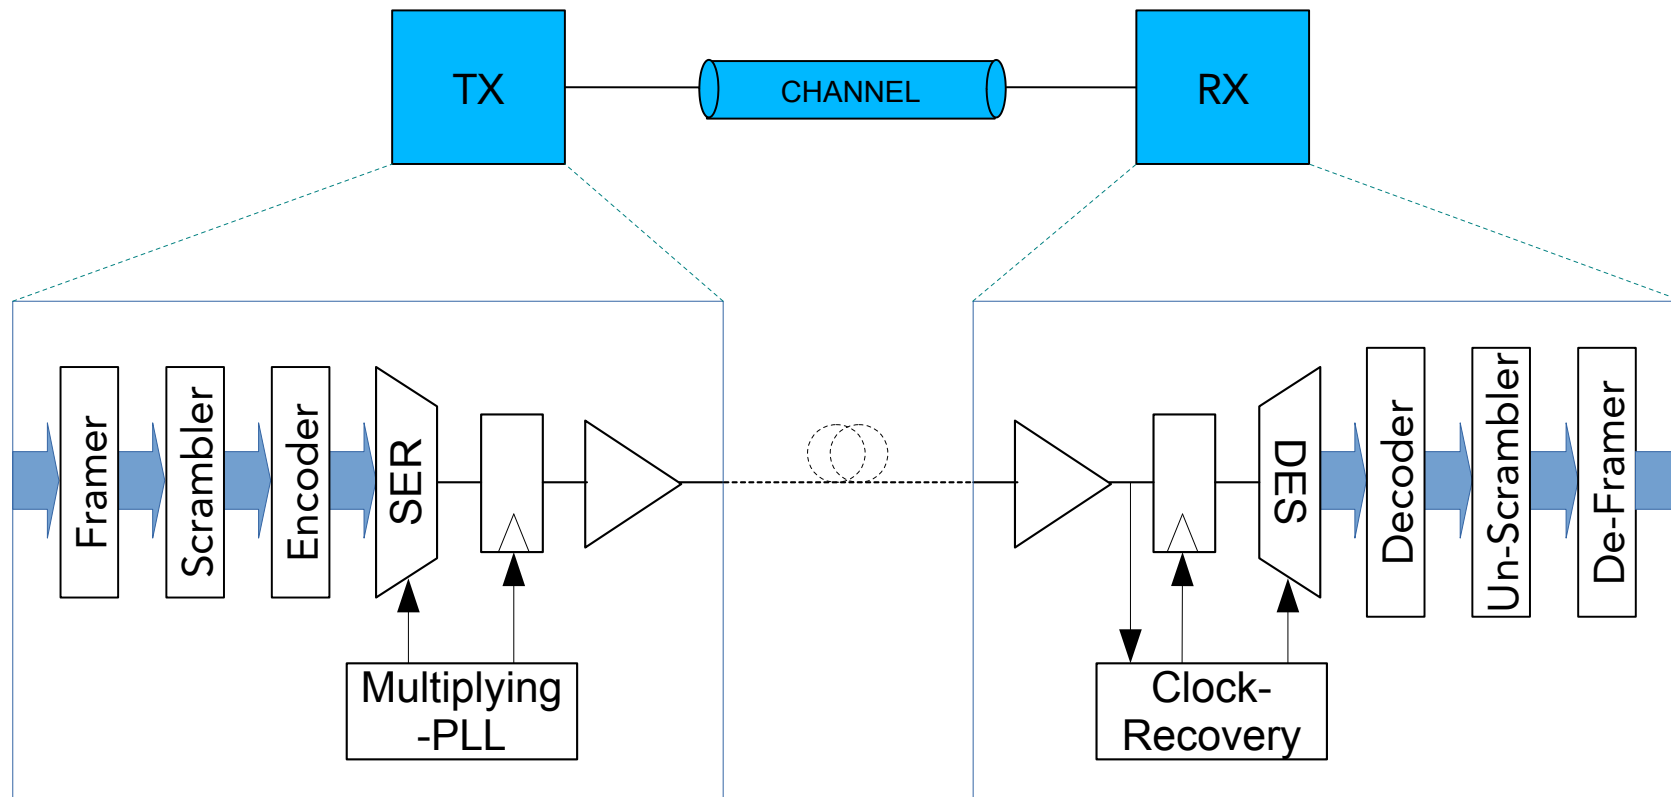 TX
CHANNEL
RX
Framer
Scrambler
Encoder
SER
Multiplying
-PLL
DES
Decoder
Un-Scrambler
De-Framer
Clock-
Recovery